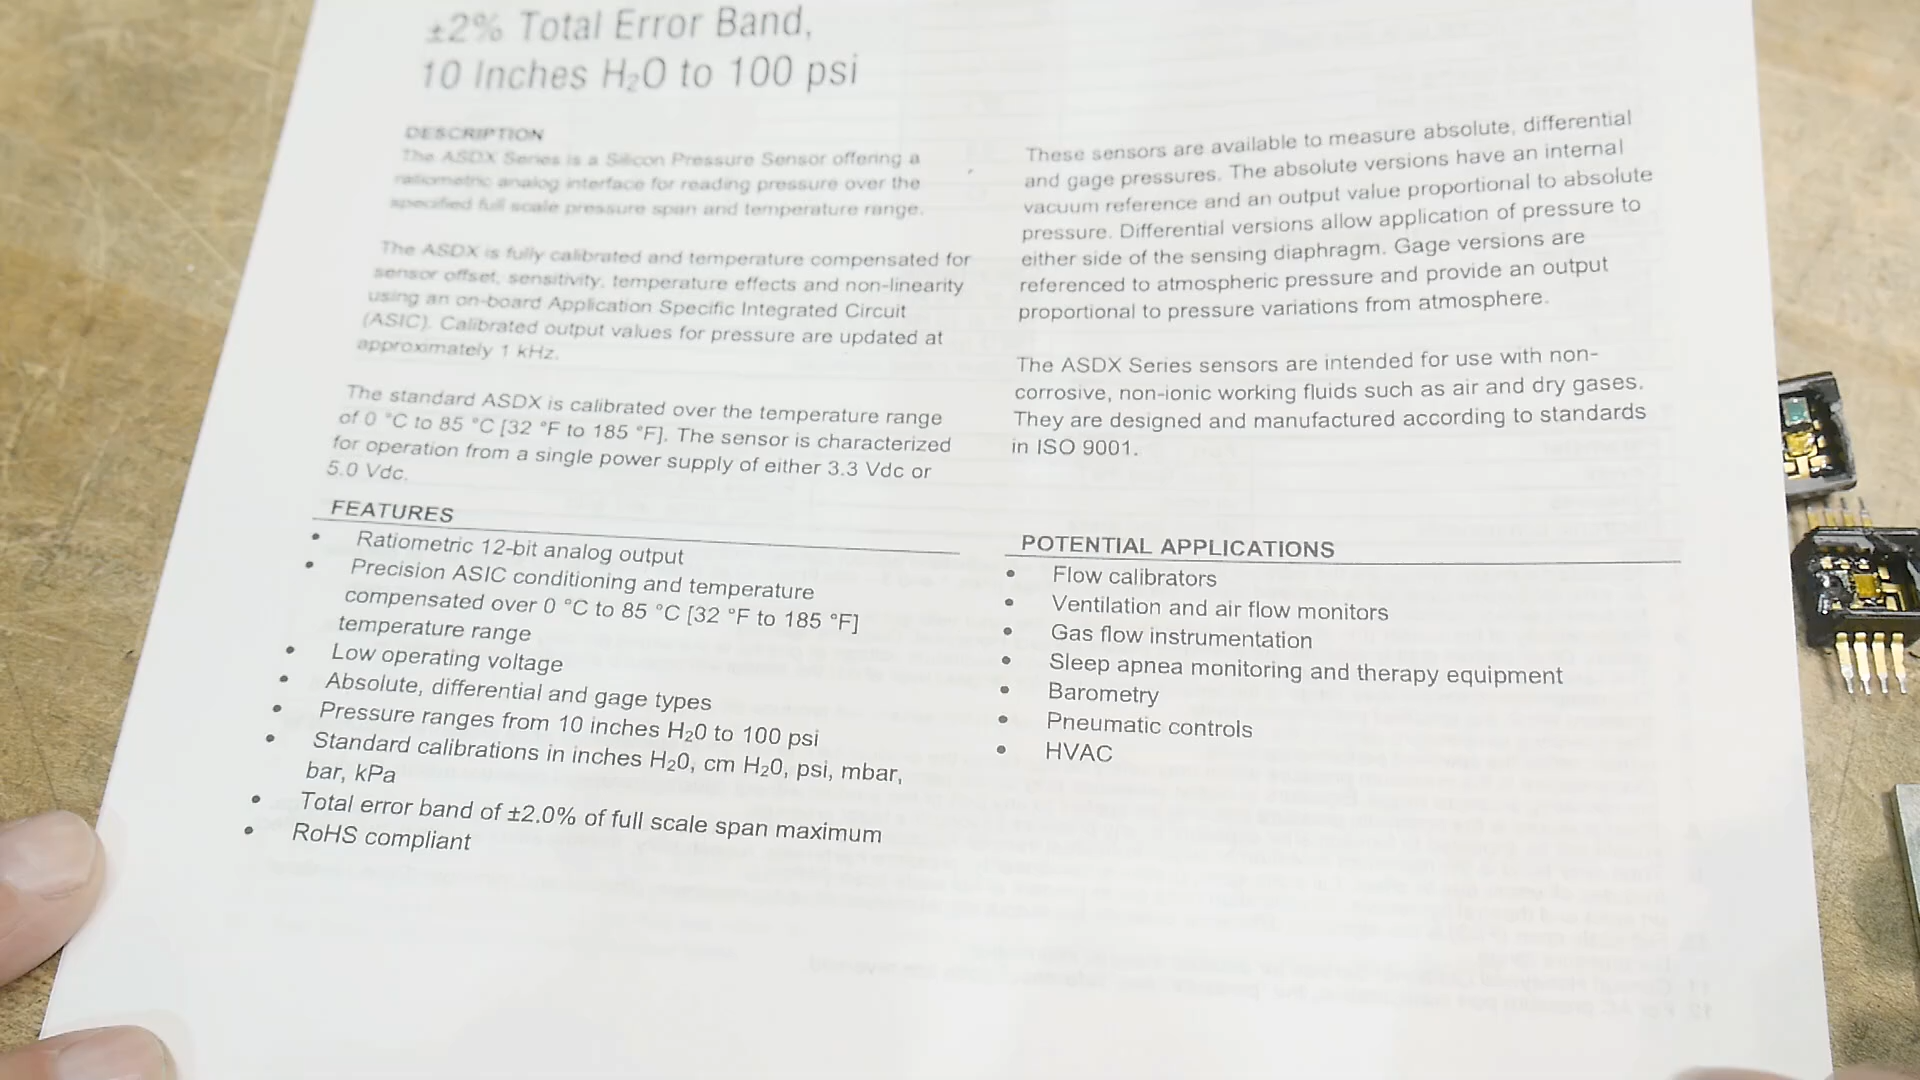 ±2% Total Error Band,
10 Inches H₂O to 100 psi
DESCRIPTION
The ASDX Series is a Silicon Pressure Sensor offering a
ratiometric analog interface for reading pressure over the
specified full scale pressure span and temperature range.
The ASDX is fully calibrated and temperature compensated for
sensor offset, sensitivity, temperature effects and non-linearity
using an on-board Application Specific Integrated Circuit
(ASIC). Calibrated output values for pressure are updated at
approximately 1 kHz.
The standard ASDX is calibrated over the temperature range
of 0 °C to 85 °C [32 °F to 185 °F]. The sensor is characterized
for operation from a single power supply of either 3.3 Vdc or
5.0 Vdc.
These sensors are available to measure absolute, differential
and gage pressures. The absolute versions have an internal
vacuum reference and an output value proportional to absolute
pressure. Differential versions allow application of pressure to
either side of the sensing diaphragm. Gage versions are
referenced to atmospheric pressure and provide an output
proportional to pressure variations from atmosphere.
The ASDX Series sensors are intended for use with non-
corrosive, non-ionic working fluids such as air and dry gases.
They are designed and manufactured according to standards
in ISO 9001.
FEATURES
• Ratiometric 12-bit analog output
• Precision ASIC conditioning and temperature
compensated over 0 °C to 85 °C [32 °F to 185 °F]
temperature range
• Low operating voltage
• Absolute, differential and gage types
• Pressure ranges from 10 inches H₂0 to 100 psi
• Standard calibrations in inches H₂0, cm H₂0, psi, mbar,
bar, kPa
• Total error band of ±2.0% of full scale span maximum
• RoHS compliant
POTENTIAL APPLICATIONS
• Flow calibrators
• Ventilation and air flow monitors
• Gas flow instrumentation
• Sleep apnea monitoring and therapy equipment
• Barometry
• Pneumatic controls
• HVAC